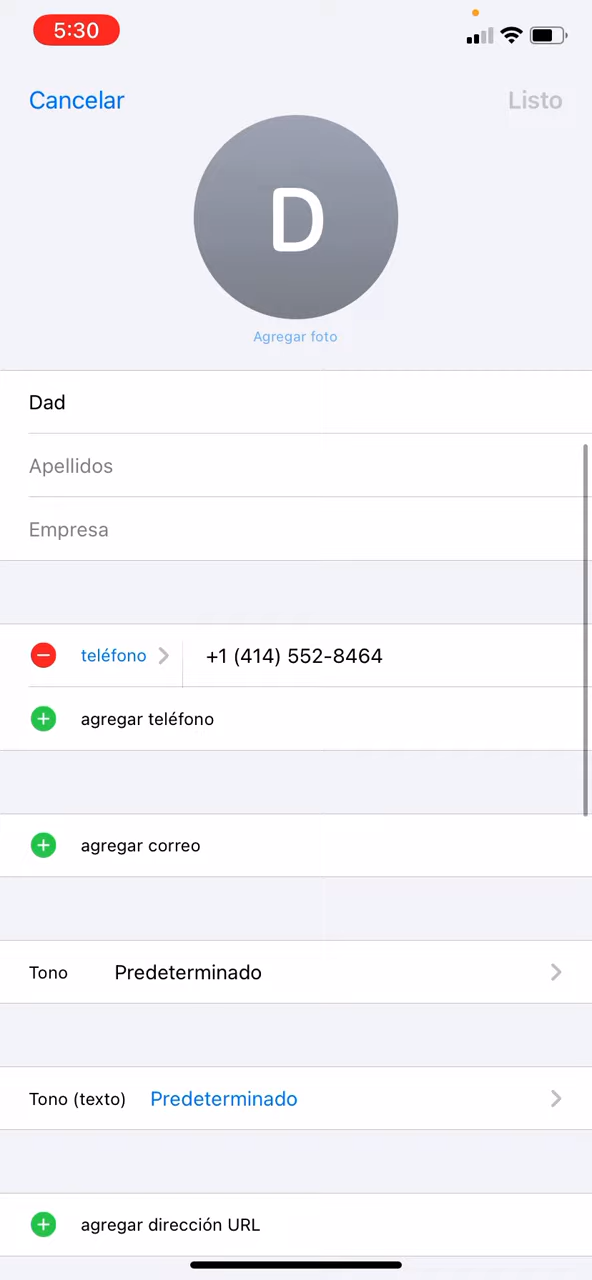 5:30
Cancelar
Listo
D
Agregar foto
Dad
Apellidos
Empresa
teléfono +1 (414) 552-8464
agregar teléfono
agregar correo
Tono Predeterminado
Tono (texto) Predeterminado
agregar dirección URL